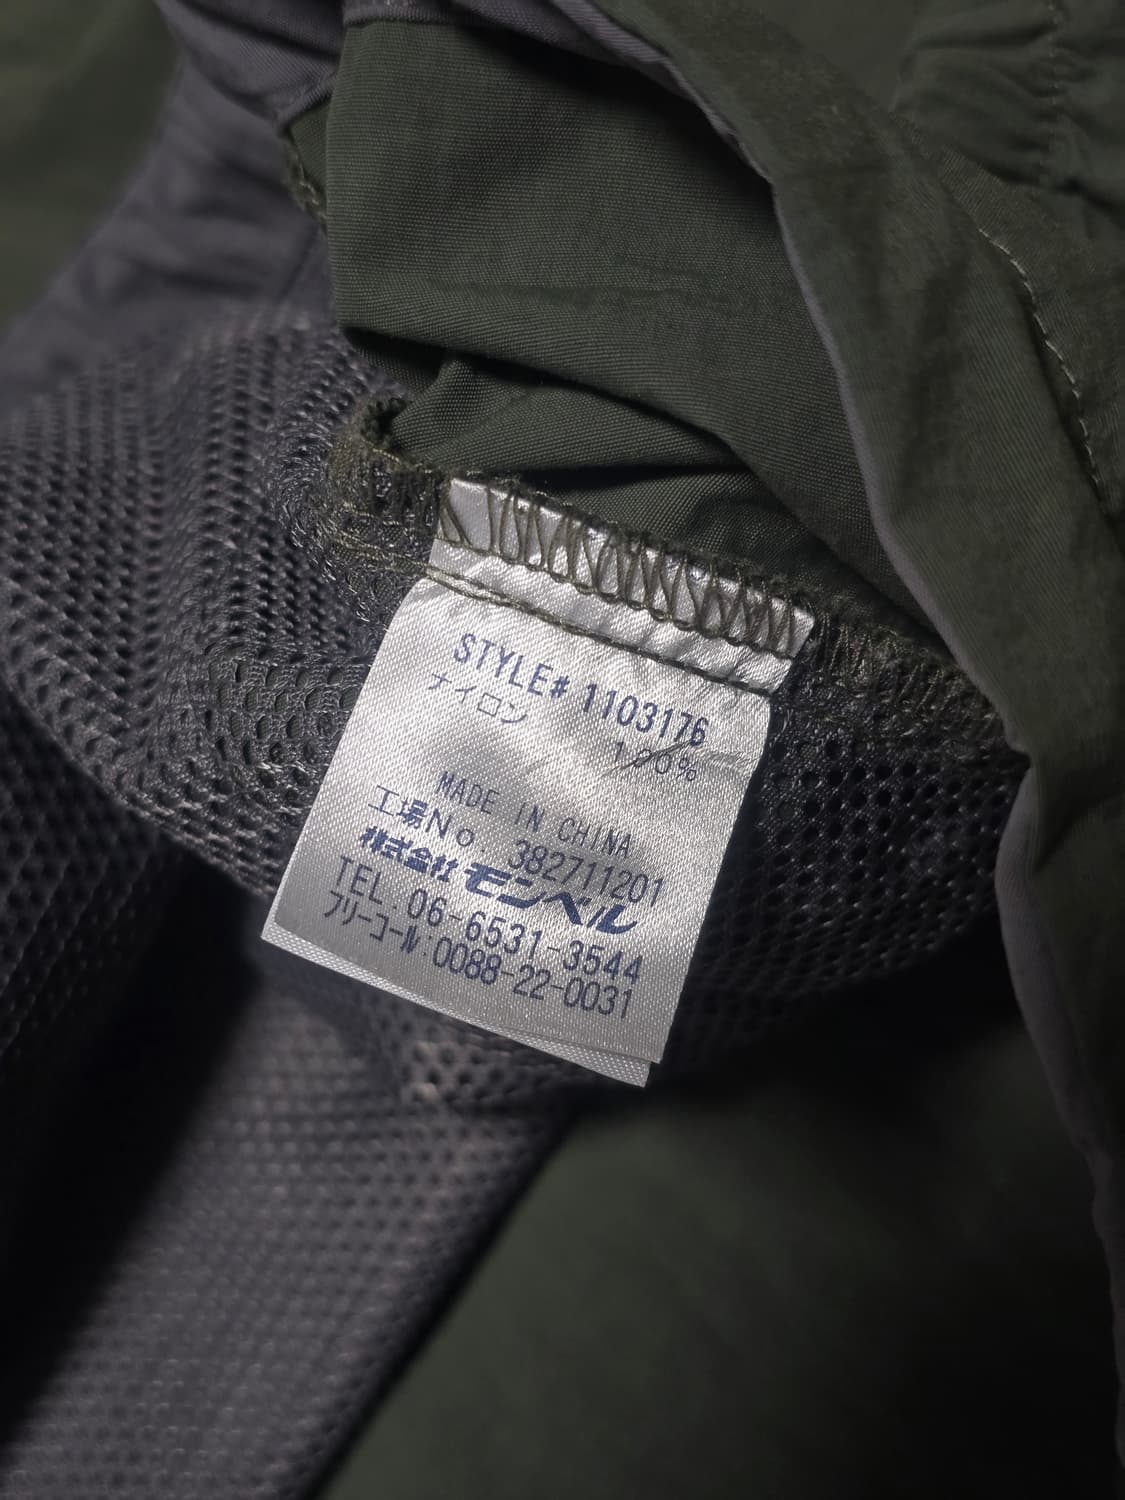 STYLE# 1103176
ナイロン
100%
MADE IN CHINA
工場No. 382711201
株式会社 モンベル
TEL.06-6531-3544
フリーコール:0088-22-0031